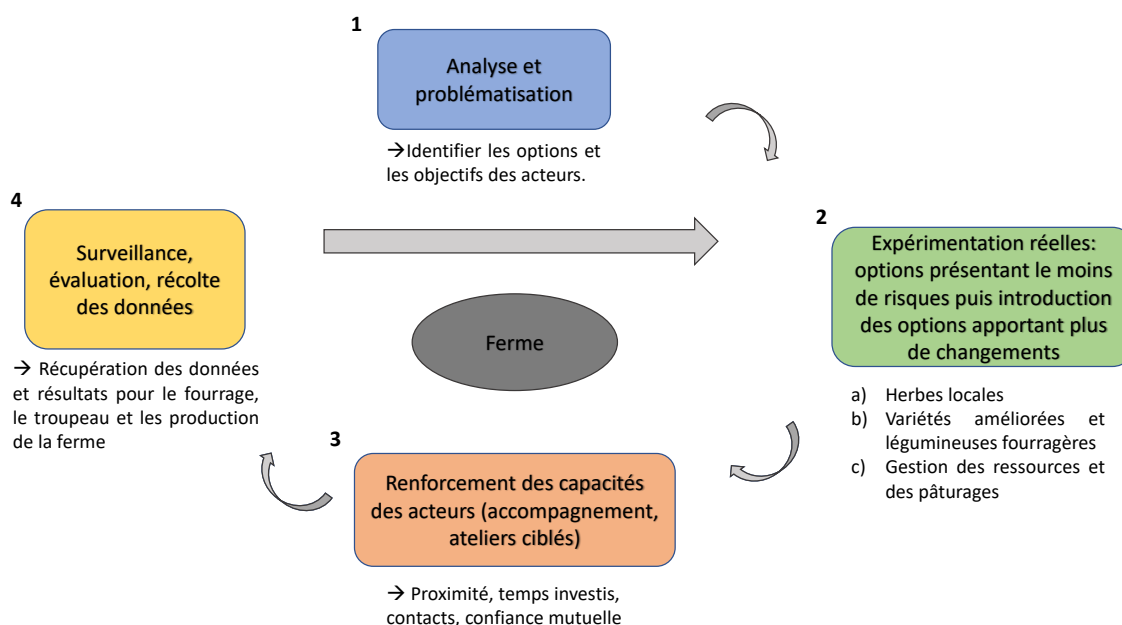 1
Analyse et
problématisation
→Identifier les options et
les objectifs des acteurs.
2
Expérimentation réelles:
options présentant le moins
de risques puis introduction
des options apportant plus
de changements
a) Herbes locales
b) Variétés améliorées et
légumineuses fourragères
c) Gestion des ressources et
des pâturages
Ferme
3
Renforcement des capacités
des acteurs (accompagnement,
ateliers ciblés)
→ Proximité, temps investis,
contacts, confiance mutuelle
4
Surveillance,
évaluation, récolte
des données
→ Récupération des données
et résultats pour le fourrage,
le troupeau et les production
de la ferme